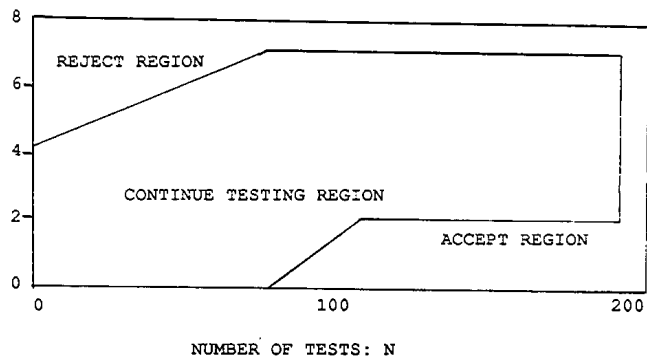 8
REJECT REGION
6
4
CONTINUE TESTING REGION
2
ACCEPT REGION
0
0 100 200
NUMBER OF TESTS: N